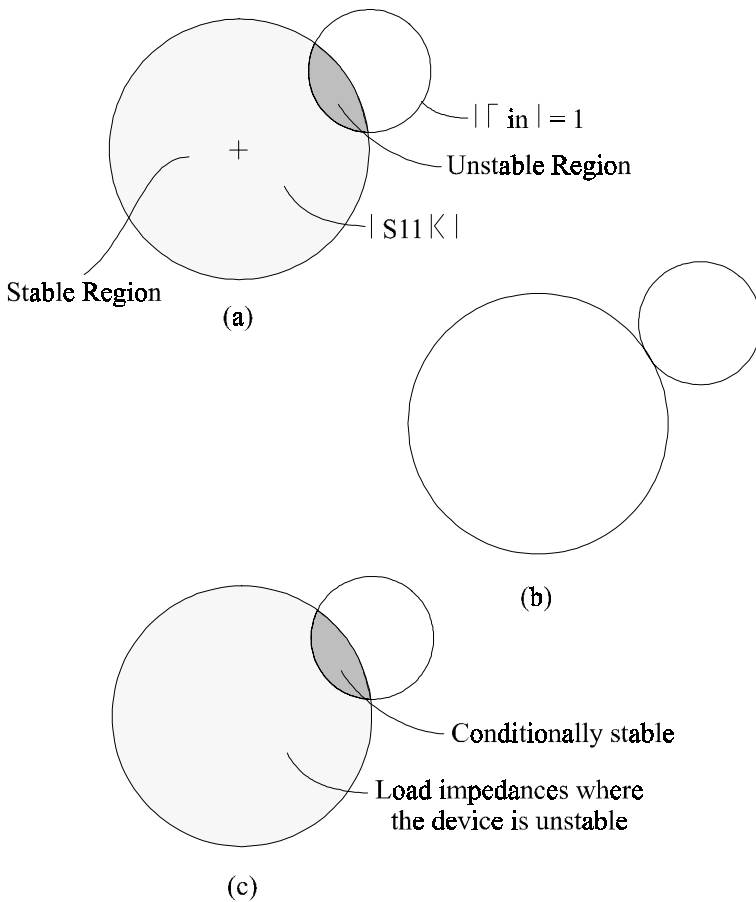 |Γ in | = 1
Unstable Region
| S11 |< |
Stable Region
(a)
(b)
Conditionally stable
Load impedances where
the device is unstable
(c)